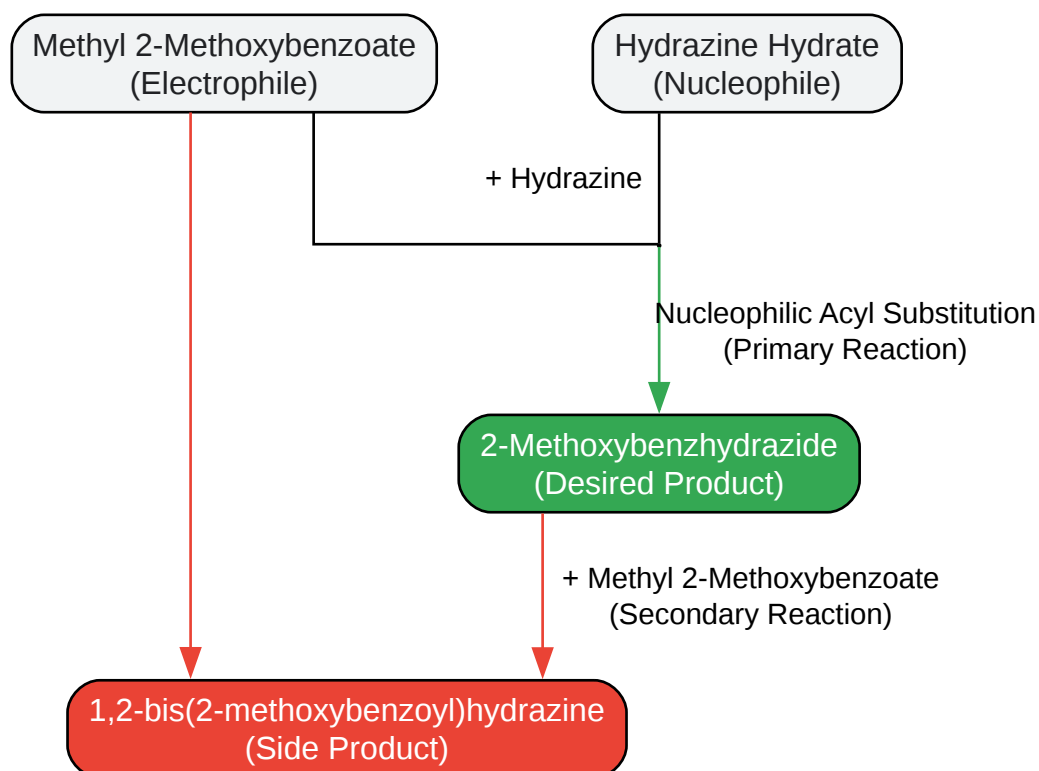 Methyl 2-Methoxybenzoate
(Electrophile)
Hydrazine Hydrate
(Nucleophile)
+ Hydrazine
Nucleophilic Acyl Substitution
(Primary Reaction)
2-Methoxybenzhydrazide
(Desired Product)
+ Methyl 2-Methoxybenzoate
(Secondary Reaction)
1,2-bis(2-methoxybenzoyl)hydrazine
(Side Product)